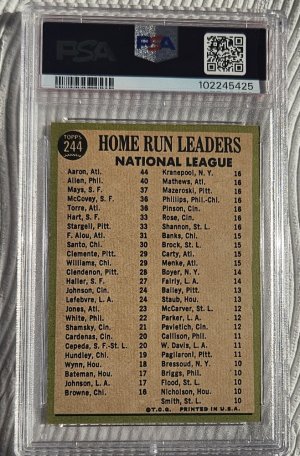 PSA
PSA
102245425
TOPPS
244
HOME RUN LEADERS
NATIONAL LEAGUE
Aaron, Atl. 44 Kranepool, N. Y. 16
Allen, Phil. 40 Mathews, Atl. 16
Mays, S. F. 37 Mazeroski, Pitt. 16
McCovey, S. F. 36 Phillips, Phil.-Chi. 16
Torre, Atl. 36 Pinson, Cin. 16
Hart, S. F. 33 Rose, Cin. 16
Stargell, Pitt. 33 Shannon, St. L. 16
F. Alou, Atl. 31 Banks, Chi. 15
Santo, Chi. 30 Brock, St. L. 15
Clemente, Pitt. 29 Carty, Atl. 15
Williams, Chi. 29 Menke, Atl. 15
Clendenon, Pitt. 28 Boyer, N. Y. 14
Haller, S. F. 27 Fairly, L. A. 14
Johnson, Cin. 24 Bailey, Pitt. 13
Lefebvre, L. A. 24 Staub, Hou. 13
Jones, Atl. 23 McCarver, St. L. 12
White, Phil. 22 Parker, L. A. 12
Shamsky, Cin. 21 Pavletich, Cin. 12
Cardenas, Cin. 20 Callison, Phil. 11
Cepeda, S. F.-St. L. 20 W. Davis, L. A. 11
Hundley, Chi. 19 Pagliaroni, Pitt. 11
Wynn, Hou. 18 Bressoud, N. Y. 10
Bateman, Hou. 17 Briggs, Phil. 10
Johnson, L. A. 17 Flood, St. L. 10
Browne, Chi. 16 Nicholson, Hou. 10
Smith, St. L. 10
©T.C.G. PRINTED IN U.S.A.